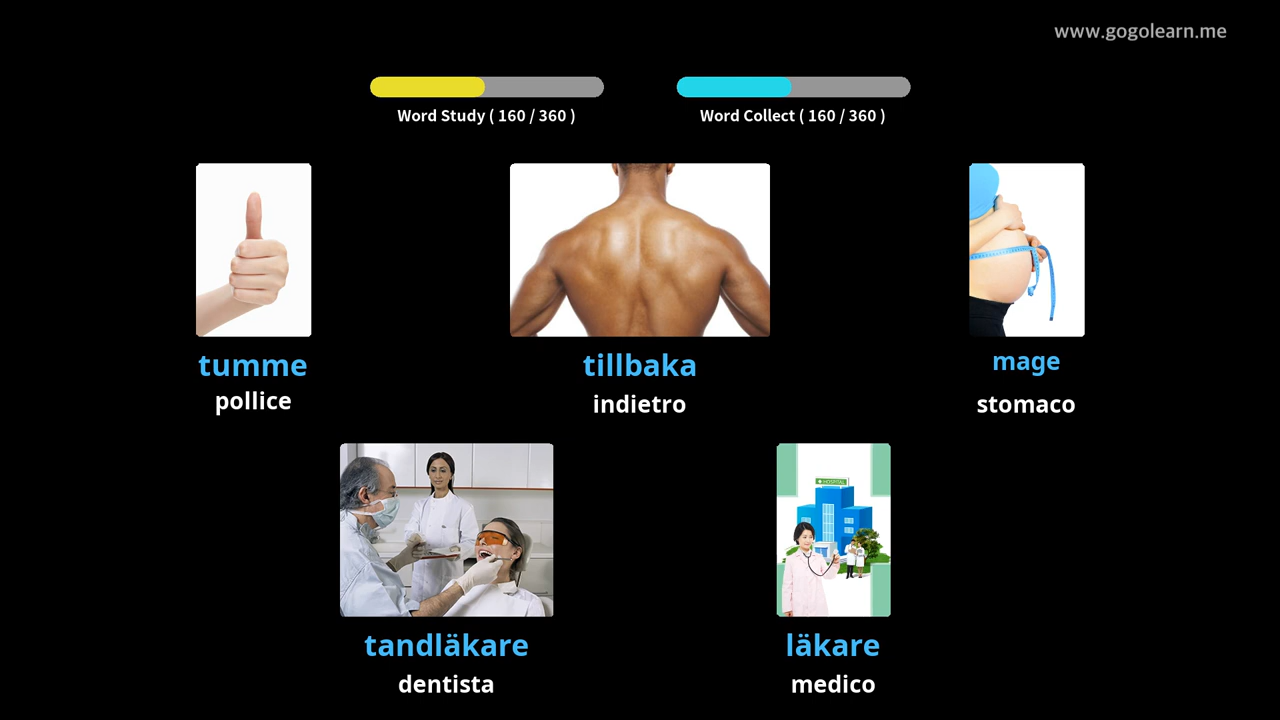 www.gogolearn.me
Word Study ( 160 / 360 )
Word Collect ( 160 / 360 )
tumme
pollice
tillbaka
indietro
mage
stomaco
HOSPITAL
tandläkare
dentista
läkare
medico